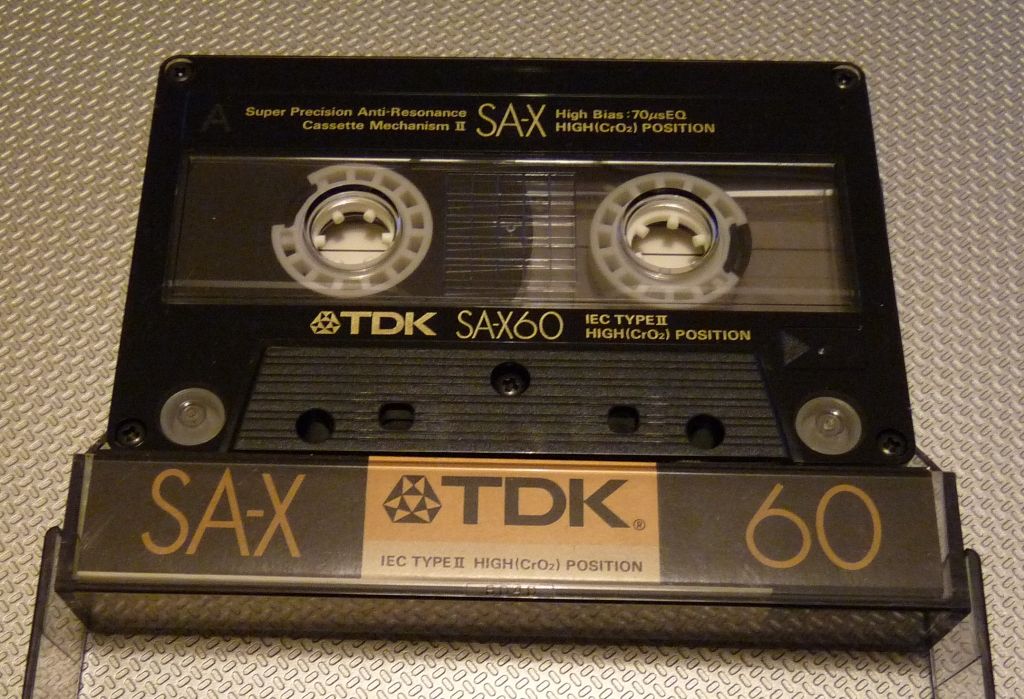 A
Super Precision Anti-Resonance
Cassette Mechanism II
SA-X
High Bias:70µsEQ
HIGH(CrO₂) POSITION
TDK SA-X60
IEC TYPE II
HIGH(CrO₂) POSITION
SA-X
TDK®
60
IEC TYPE II HIGH(CrO₂) POSITION